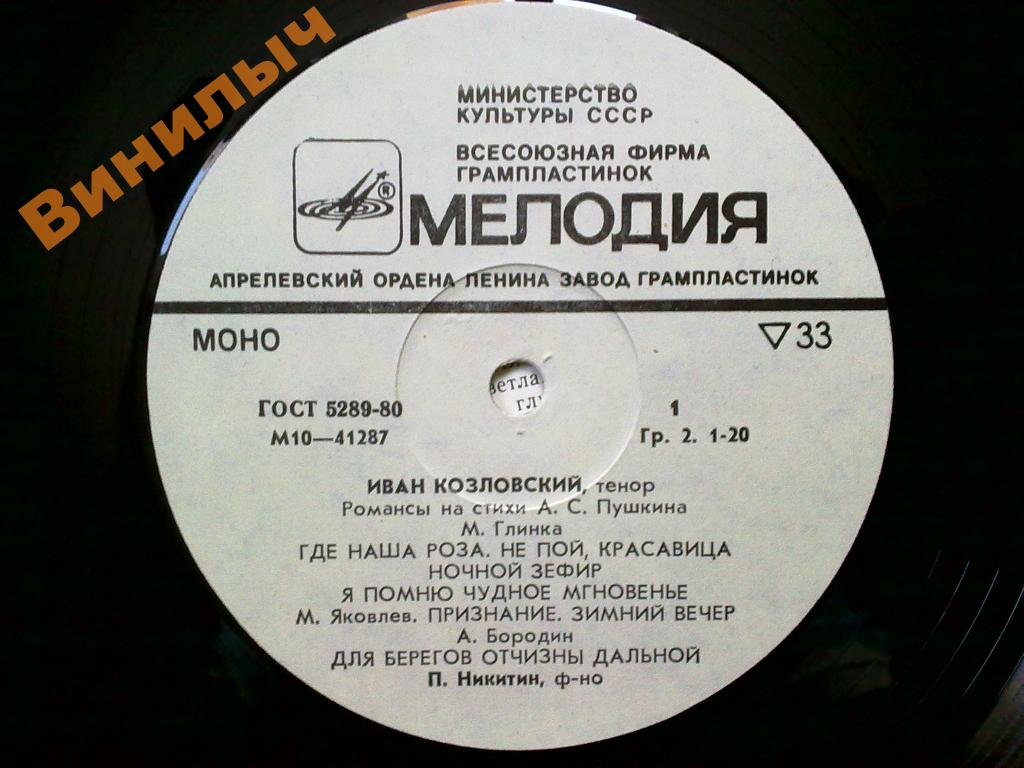 Винилыч
МИНИСТЕРСТВО
КУЛЬТУРЫ СССР
ВСЕСОЮЗНАЯ ФИРМА
ГРАМПЛАСТИНОК
®
МЕЛОДИЯ
АПРЕЛЕВСКИЙ ОРДЕНА ЛЕНИНА ЗАВОД ГРАМПЛАСТИНОК
МОНО
▽ 33
ГОСТ 5289-80
1
М10—41287
Гр. 2. 1-20
ИВАН КОЗЛОВСКИЙ, тенор
Романсы на стихи А. С. Пушкина
М. Глинка
ГДЕ НАША РОЗА. НЕ ПОЙ, КРАСАВИЦА
НОЧНОЙ ЗЕФИР
Я ПОМНЮ ЧУДНОЕ МГНОВЕНЬЕ
М. Яковлев. ПРИЗНАНИЕ. ЗИМНИЙ ВЕЧЕР
А. Бородин
ДЛЯ БЕРЕГОВ ОТЧИЗНЫ ДАЛЬНОЙ
П. Никитин, ф-но